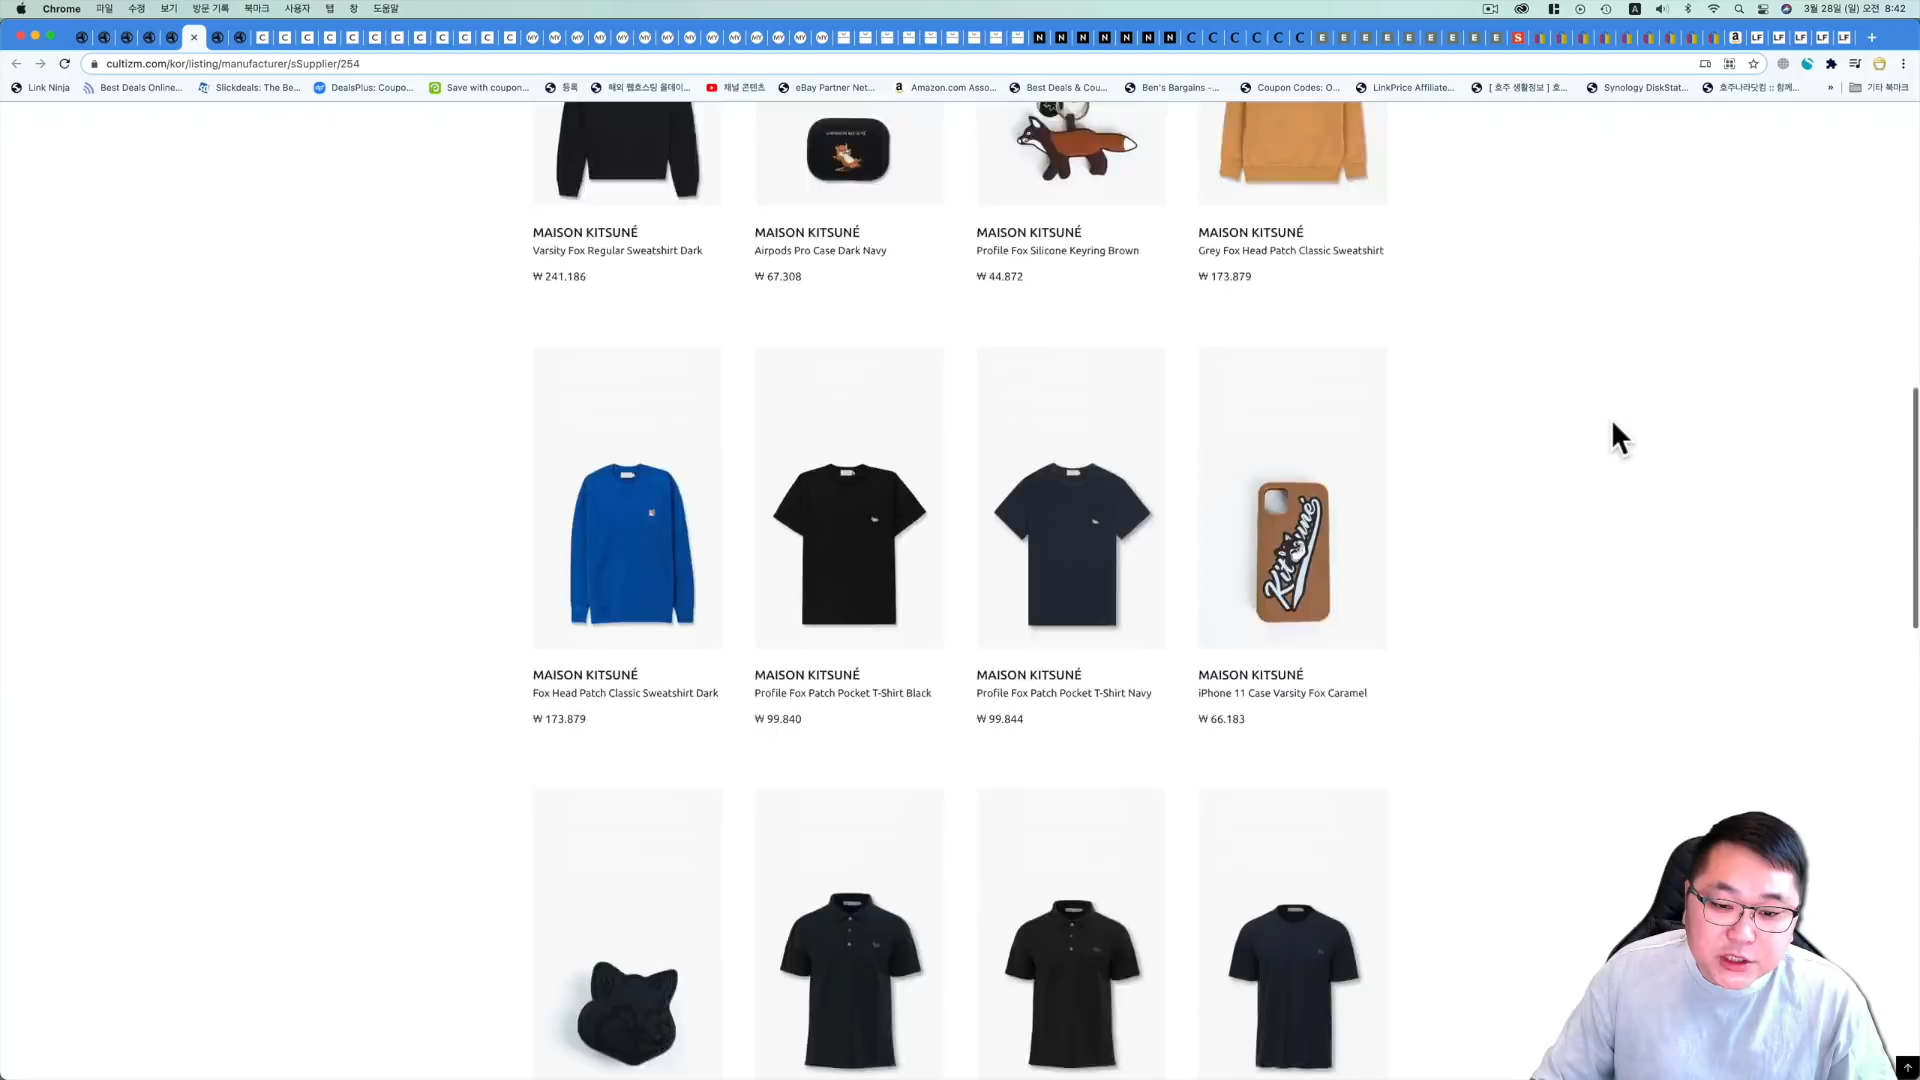 Chrome 파일 수정 보기 방문 기록 북마크 사용자 탭 창 도움말 3월 28일 (일) 오전 8:42
cultizm.com/kor/listing/manufacturer/sSupplier/254
Link Ninja Best Deals Online... Slickdeals: The Be... DealsPlus: Coupo... Save with coupon... 등록 해외 웹호스팅 올데이... 채널 콘텐츠 eBay Partner Net... Amazon.com Asso... Best Deals & Cou... Ben's Bargains -... Coupon Codes: O... LinkPrice Affiliate... [ 호주 생활정보 ] 호... Synology DiskStat... 호주나라닷컴 :: 함께... » 기타 북마크
MAISON KITSUNÉ MAISON KITSUNÉ MAISON KITSUNÉ MAISON KITSUNÉ
Varsity Fox Regular Sweatshirt Dark Airpods Pro Case Dark Navy Profile Fox Silicone Keyring Brown Grey Fox Head Patch Classic Sweatshirt
₩ 241.186 ₩ 67.308 ₩ 44.872 ₩ 173.879
Kitsuné
MAISON KITSUNÉ MAISON KITSUNÉ MAISON KITSUNÉ MAISON KITSUNÉ
Fox Head Patch Classic Sweatshirt Dark Profile Fox Patch Pocket T-Shirt Black Profile Fox Patch Pocket T-Shirt Navy iPhone 11 Case Varsity Fox Caramel
₩ 173.879 ₩ 99.840 ₩ 99.844 ₩ 66.183